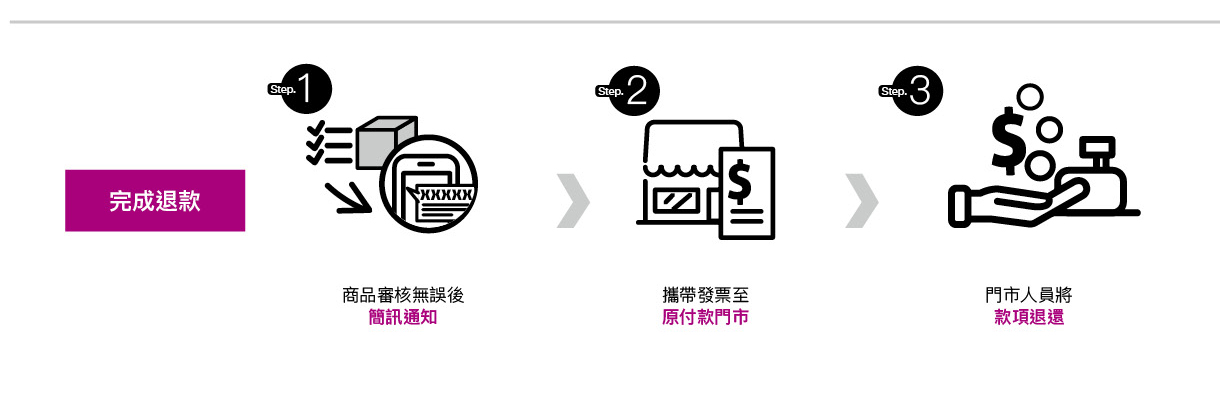 Step. 1
Step. 2
Step. 3
$
XXXXX
$
完成退款
商品審核無誤後
簡訊通知
攜帶發票至
原付款門市
門市人員將
款項退還